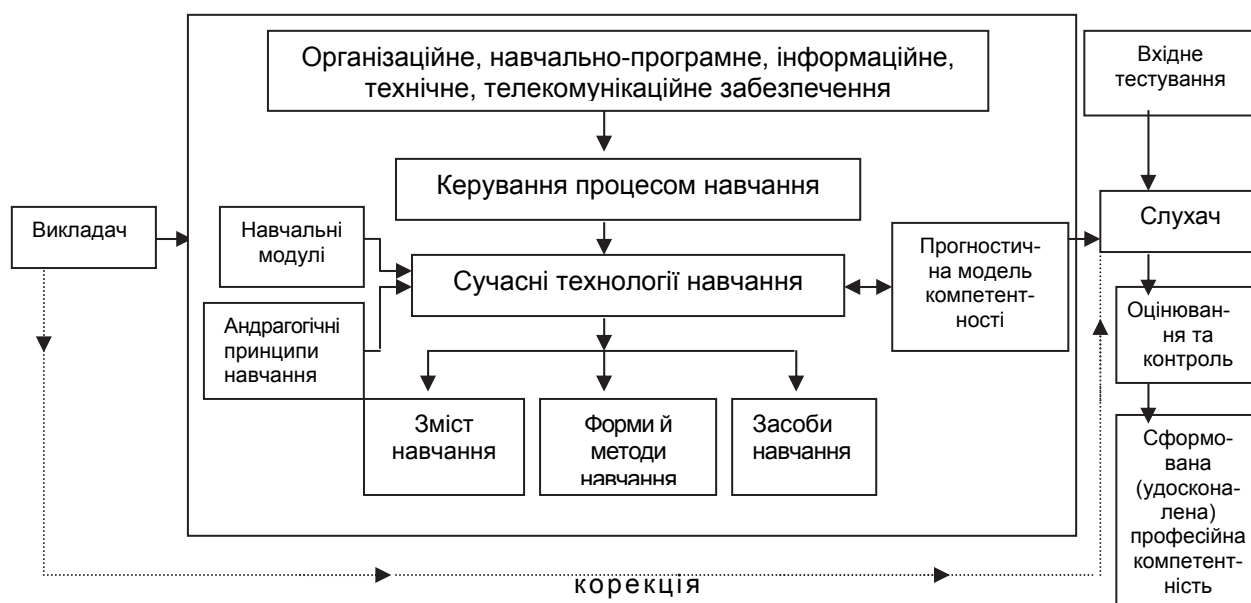 Організаційне, навчально-програмне, інформаційне,
технічне, телекомунікаційне забезпечення
Вхідне
тестування
Керування процесом навчання
Викладач
Навчальні
модулі
Сучасні технології навчання
Прогностич-
на модель
компетент-
ності
Слухач
Андрагогічні
принципи
навчання
Оцінюван-
ня та
контроль
Зміст
навчання
Форми й
методи
навчання
Засоби
навчання
Сформо-
вана
(удоскона-
лена)
професійна
компетент-
ність
корекція